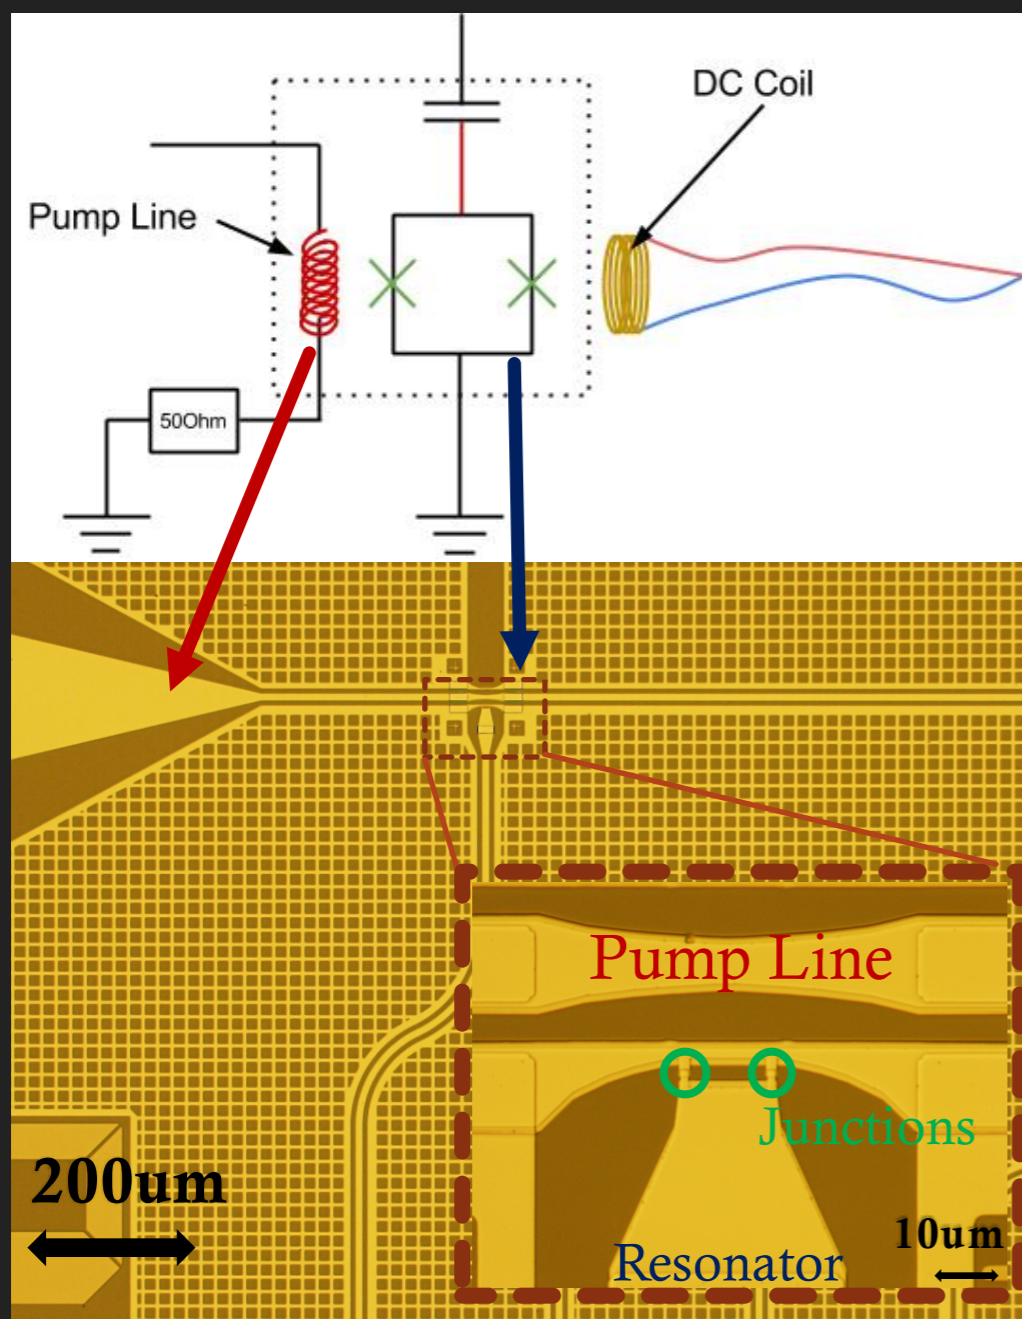 DC Coil
Pump Line
50Ohm
Pump Line
Junctions
200um
10um
Resonator